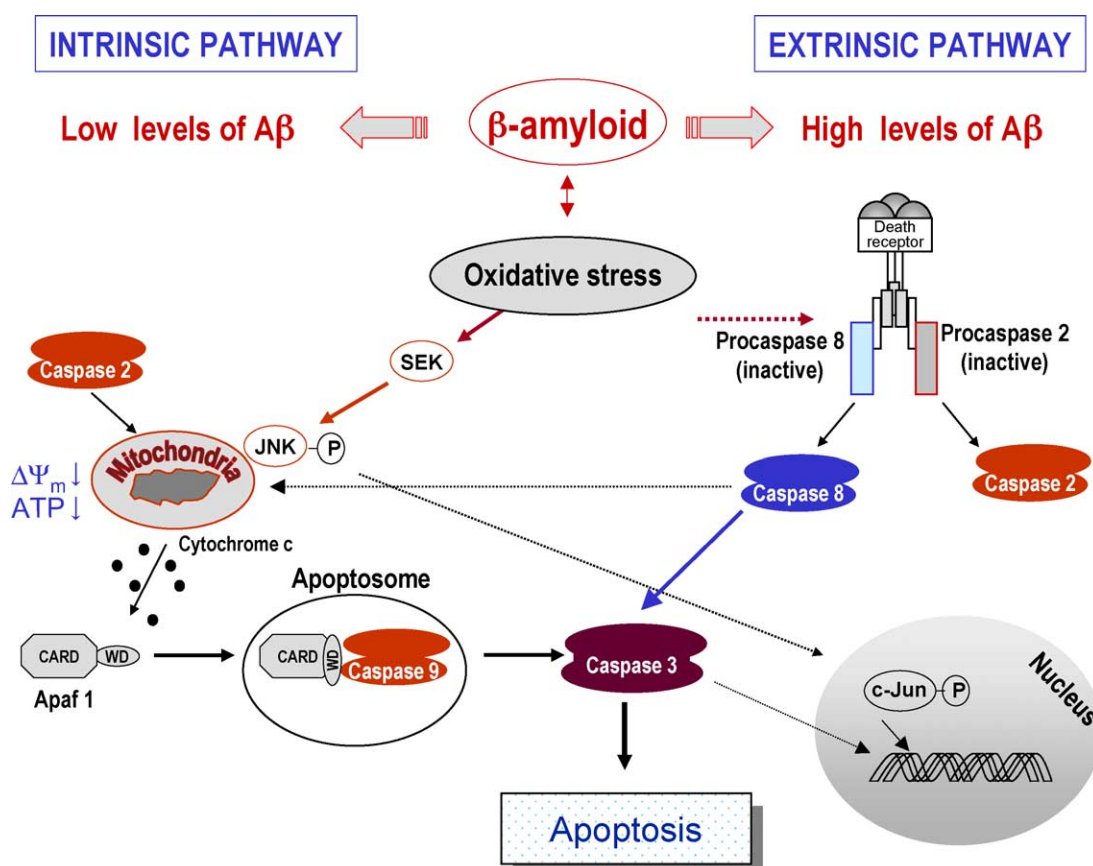 INTRINSIC PATHWAY
EXTRINSIC PATHWAY
Low levels of Aβ
β-amyloid
High levels of Aβ
Death
receptor
Oxidative stress
Procaspase 8
(inactive)
Procaspase 2
(inactive)
Caspase 2
SEK
JNK
P
Mitochondria
ΔΨm ↓
ATP ↓
Caspase 8
Caspase 2
Cytochrome c
Apoptosome
CARD
WD
CARD
WD
Caspase 9
Caspase 3
Apaf 1
c-Jun
P
Nucleus
Apoptosis